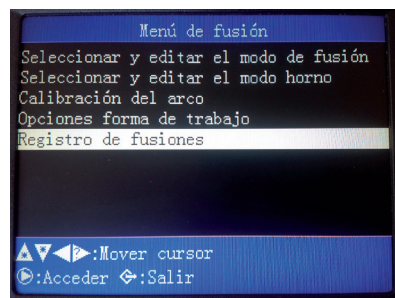 Menú de fusión
Seleccionar y editar el modo de fusión
Seleccionar y editar el modo horno
Calibración del arco
Opciones forma de trabajo
Registro de fusiones
:Mover cursor
:Acceder :Salir